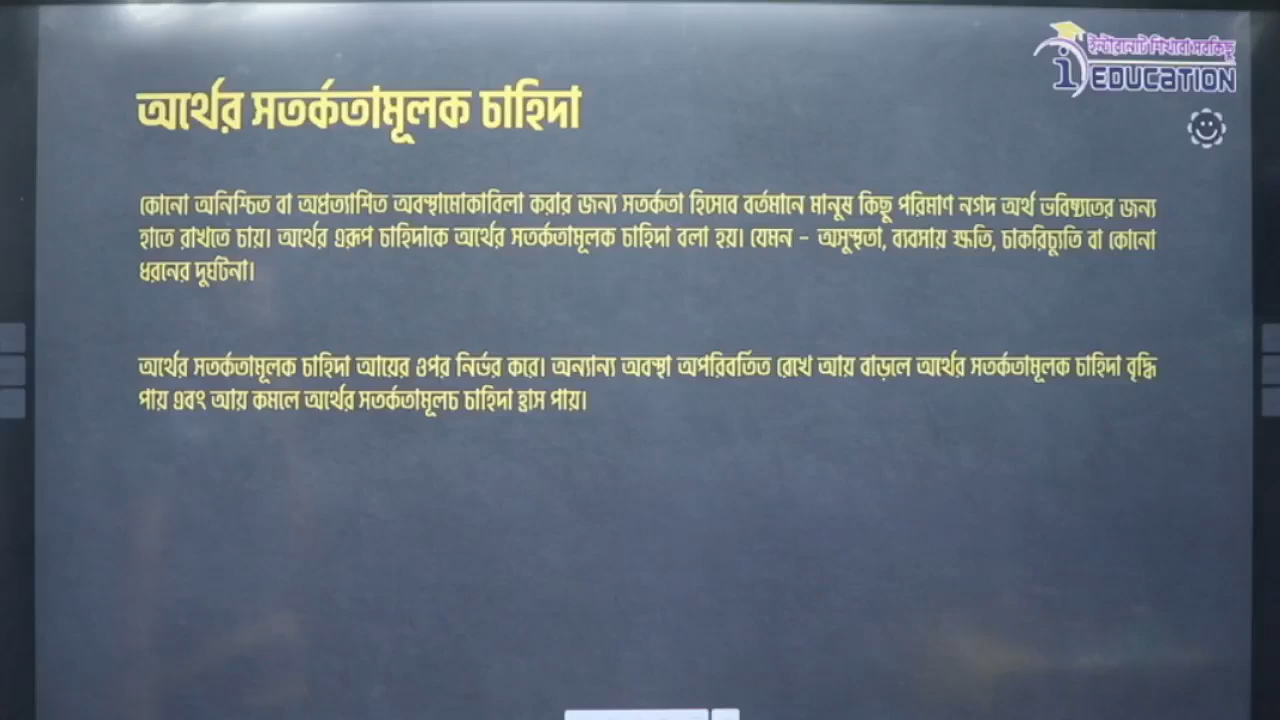 ইন্টারনেট শিখাবো সবকিছু
i EDUCATION
অর্থের সতর্কতামূলক চাহিদা
কোনো অনিশ্চিত বা অপ্রত্যাশিত অবস্থামোকাবিলা করার জন্য সতর্কতা হিসেবে বর্তমানে মানুষ কিছু পরিমাণ নগদ অর্থ ভবিষ্যতের জন্য
হাতে রাখতে চায়। অর্থের এরূপ চাহিদাকে অর্থের সতর্কতামূলক চাহিদা বলা হয়। যেমন - অসুস্থতা, ব্যবসায় ক্ষতি, চাকরিচ্যুতি বা কোনো
ধরনের দুর্ঘটনা।
অর্থের সতর্কতামূলক চাহিদা আয়ের ওপর নির্ভর করে। অন্যান্য অবস্থা অপরিবর্তিত রেখে আয় বাড়লে অর্থের সতর্কতামূলক চাহিদা বৃদ্ধি
পায় এবং আয় কমলে অর্থের সতর্কতামূলচ চাহিদা হ্রাস পায়।